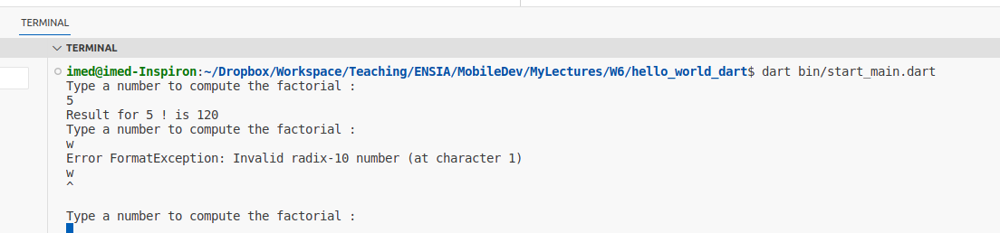 TERMINAL
TERMINAL
imed@imed-Inspiron:~/Dropbox/Workspace/Teaching/ENSIA/MobileDev/MyLectures/W6/hello_world_dart$ dart bin/start_main.dart
Type a number to compute the factorial :
5
Result for 5 ! is 120
Type a number to compute the factorial :
w
Error FormatException: Invalid radix-10 number (at character 1)
w
^
Type a number to compute the factorial :